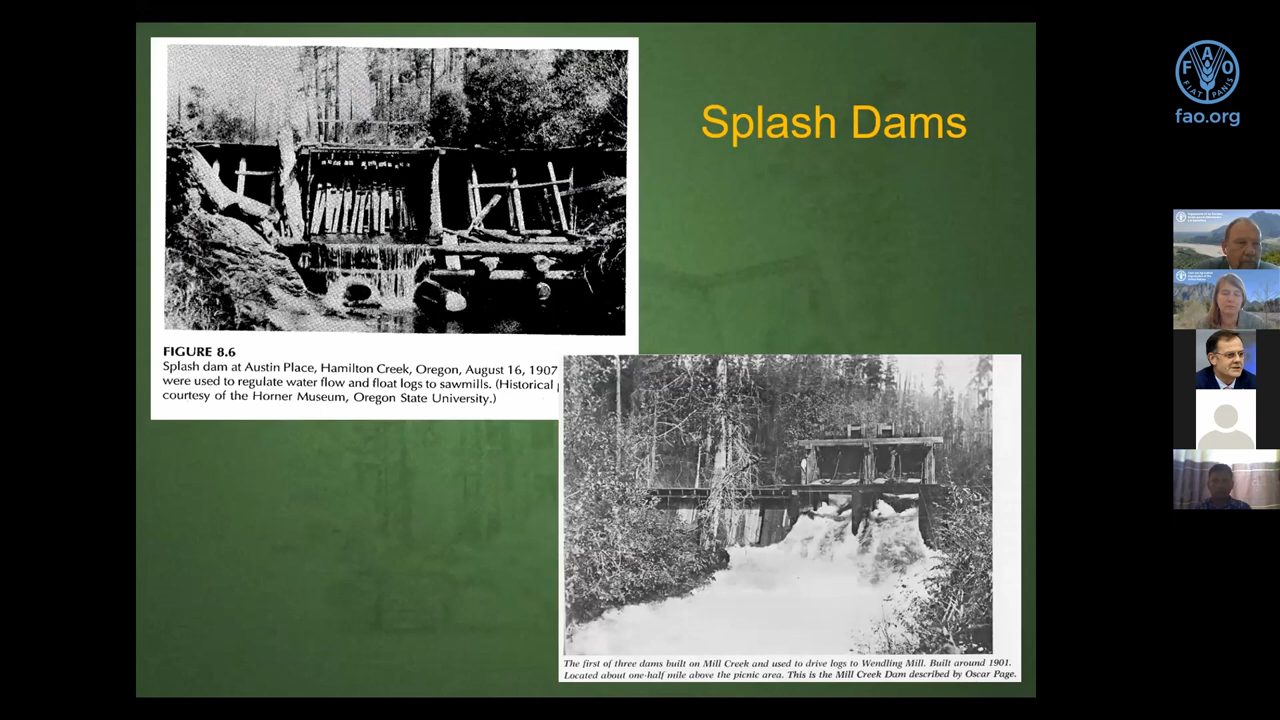 Splash Dams
FIGURE 8.6
Splash dam at Austin Place, Hamilton Creek, Oregon, August 16, 1907
were used to regulate water flow and float logs to sawmills. (Historical
courtesy of the Horner Museum, Oregon State University.)
The first of three dams built on Mill Creek and used to drive logs to Wendling Mill. Built around 1901.
Located about one-half mile above the picnic area. This is the Mill Creek Dam described by Oscar Page.
F A O
FIAT PANIS
fao.org